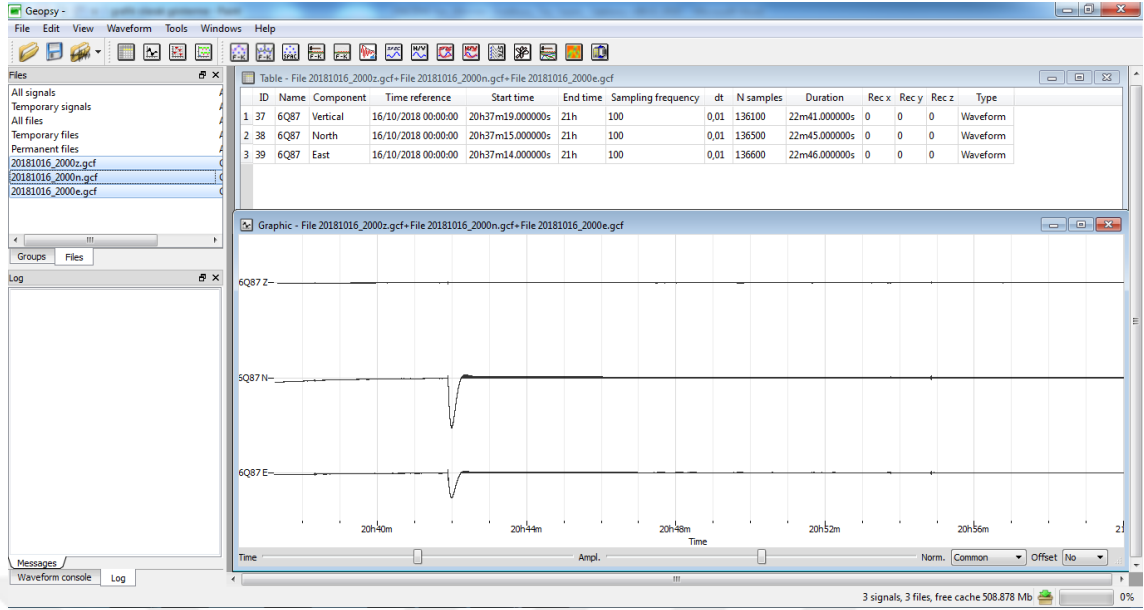 Geopsy -
File Edit View Waveform Tools Windows Help
Files
All signals
Temporary signals
All files
Temporary files
Permanent files
20181016_2000z.gcf
20181016_2000n.gcf
20181016_2000e.gcf
Groups Files
Log
Messages
Waveform console Log
Table - File 20181016_2000z.gcf+File 20181016_2000n.gcf+File 20181016_2000e.gcf
ID Name Component Time reference Start time End time Sampling frequency dt N samples Duration Rec x Rec y Rec z Type
1 37 6Q87 Vertical 16/10/2018 00:00:00 20h37m19.000000s 21h 100 0,01 136100 22m41.000000s 0 0 0 Waveform
2 38 6Q87 North 16/10/2018 00:00:00 20h37m15.000000s 21h 100 0,01 136500 22m45.000000s 0 0 0 Waveform
3 39 6Q87 East 16/10/2018 00:00:00 20h37m14.000000s 21h 100 0,01 136600 22m46.000000s 0 0 0 Waveform
Graphic - File 20181016_2000z.gcf+File 20181016_2000n.gcf+File 20181016_2000e.gcf
6Q87 Z
6Q87 N
6Q87 E
20h40m 20h44m 20h48m 20h52m 20h56m 21
Time
Time Ampl. Norm. Common Offset No
3 signals, 3 files, free cache 508.878 Mb 0%